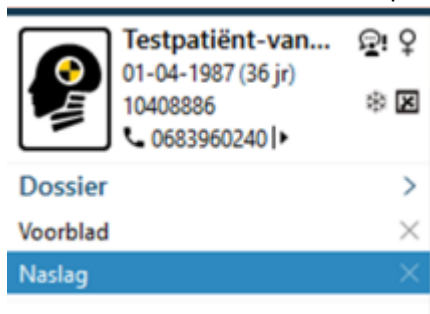 Testpatiënt-van...
01-04-1987 (36 jr)
10408886
0683960240
Dossier
Voorblad
Naslag